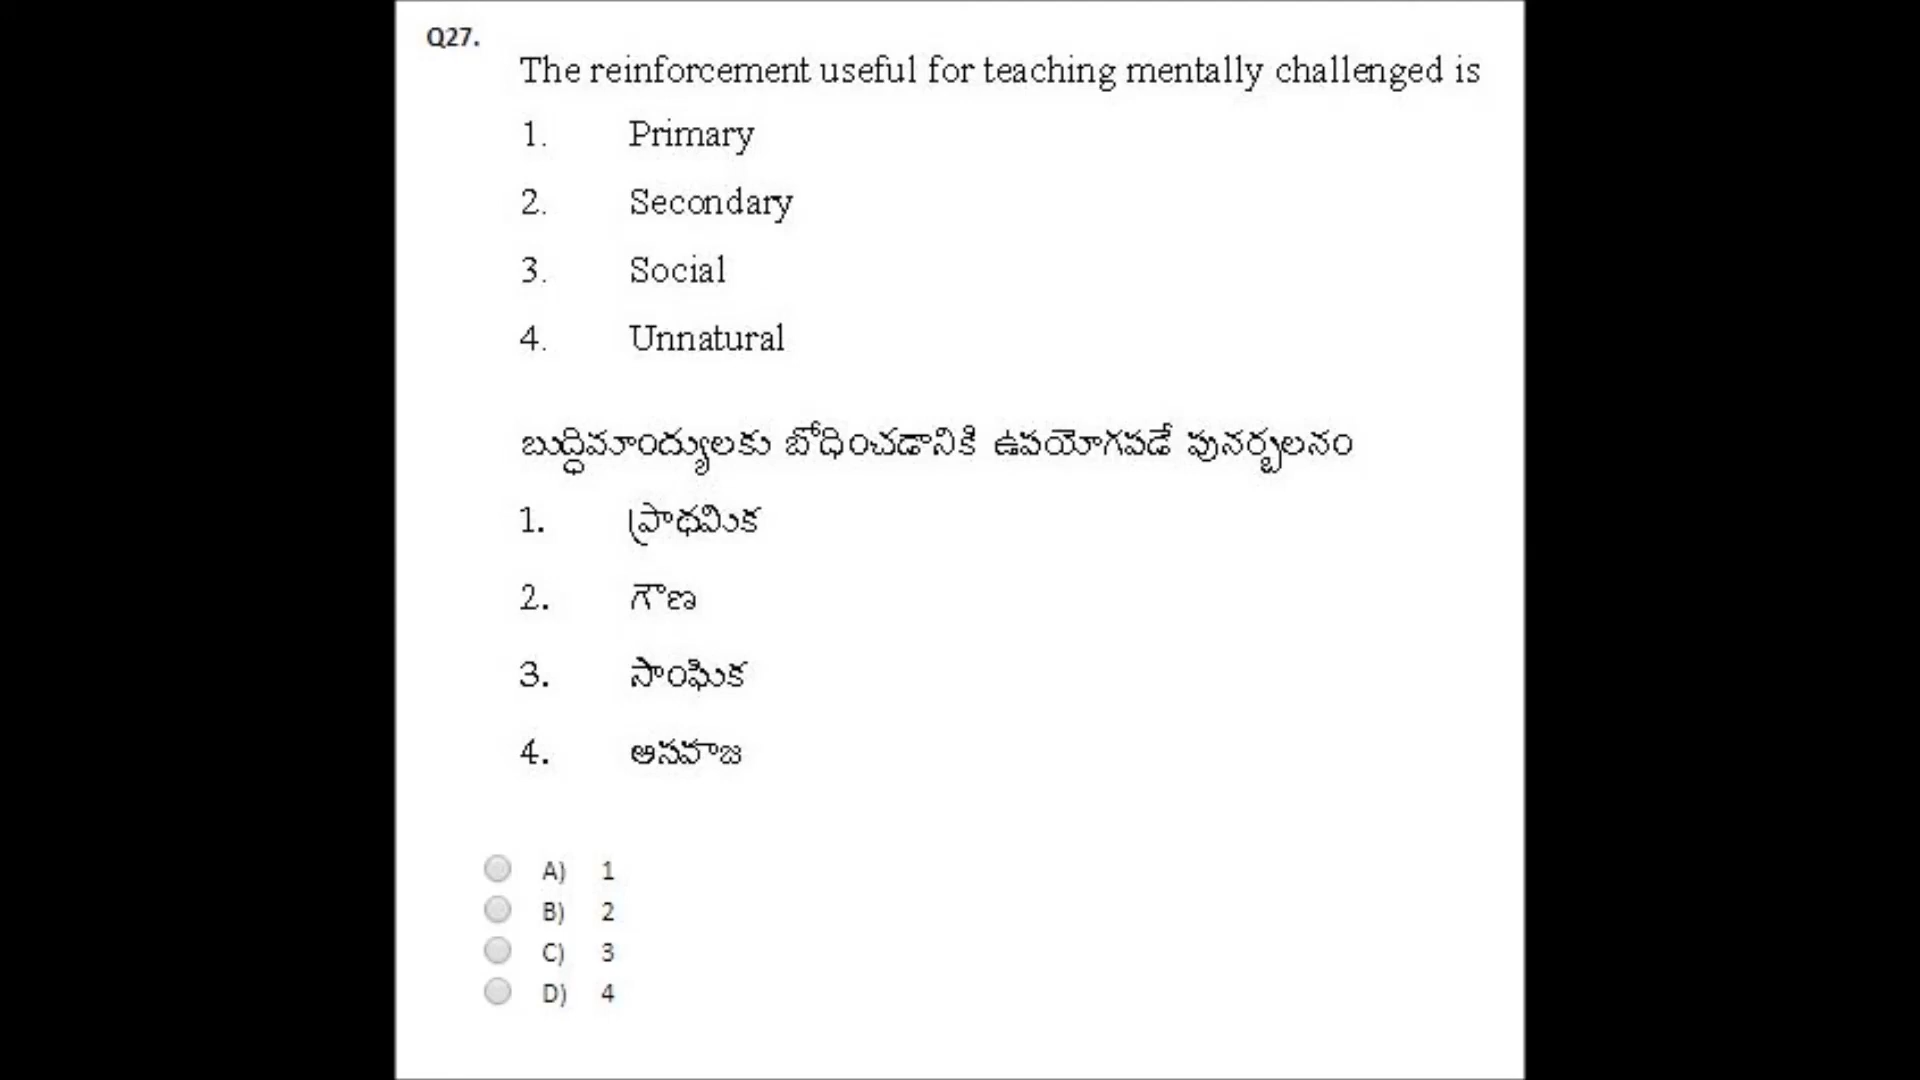 Q27.
The reinforcement useful for teaching mentally challenged is
1. Primary
2. Secondary
3. Social
4. Unnatural
బుద్ధిమాంద్యులకు బోధించడానికి ఉపయోగపడే పునర్బలనం
1. ప్రాథమిక
2. గౌణ
3. సాంఘిక
4. అసహజ
A) 1
B) 2
C) 3
D) 4